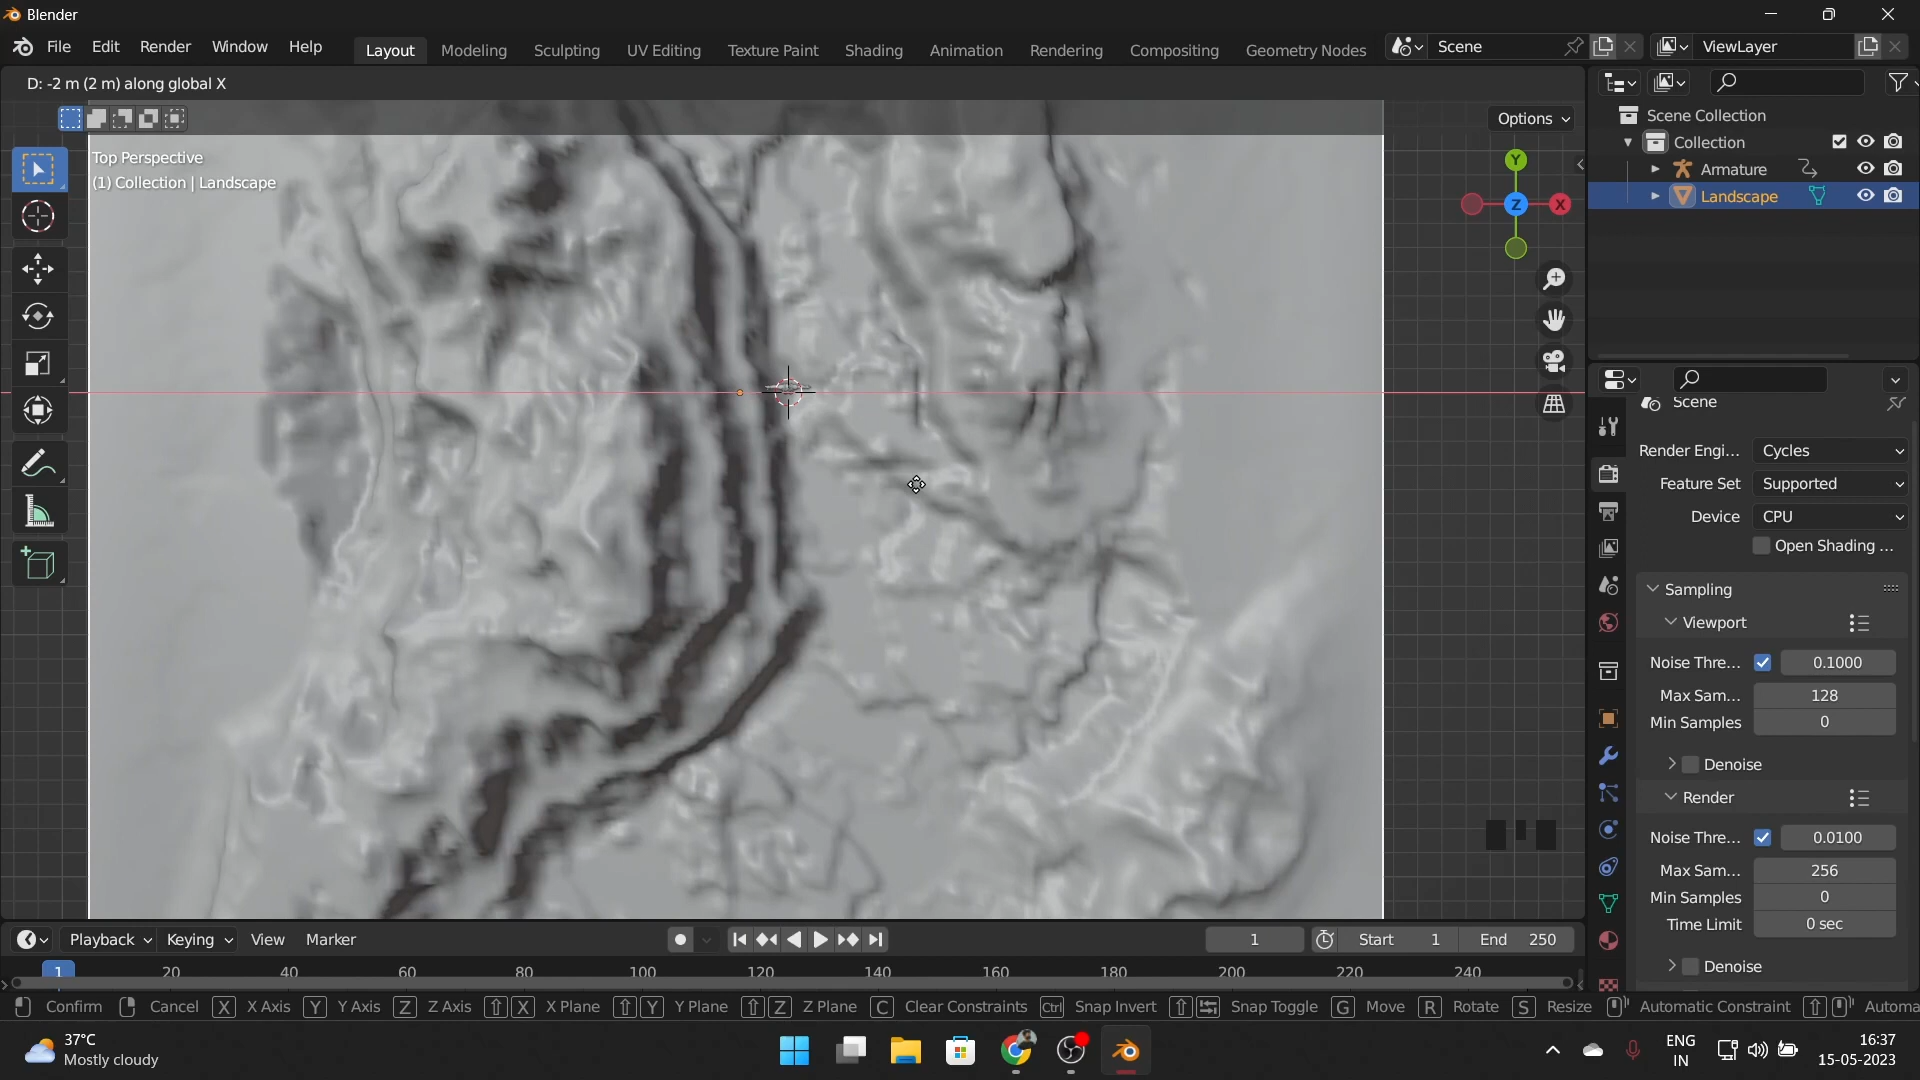 Blender
File Edit Render Window Help Layout Modeling Sculpting UV Editing Texture Paint Shading Animation Rendering Compositing Geometry Nodes Scene ViewLayer
D: -2 m (2 m) along global X
Options
Top Perspective
(1) Collection | Landscape
Y
X
Z
Scene Collection
Collection
Armature
Landscape
Scene
Render Engi... Cycles
Feature Set Supported
Device CPU
Open Shading ...
Sampling
Viewport
Noise Thre... 0.1000
Max Sam... 128
Min Samples 0
Denoise
Render
Noise Thre... 0.0100
Max Sam... 256
Min Samples 0
Time Limit 0 sec
Denoise
Playback Keying View Marker 1 Start 1 End 250
1 20 40 60 80 100 120 140 160 180 200 220 240
Confirm Cancel X X Axis Y Y Axis Z Z Axis X X Plane Y Y Plane Z Z Plane C Clear Constraints Ctrl Snap Invert Snap Toggle G Move R Rotate S Resize Automatic Constraint Automa
37°C
Mostly cloudy
ENG
IN
16:37
15-05-2023